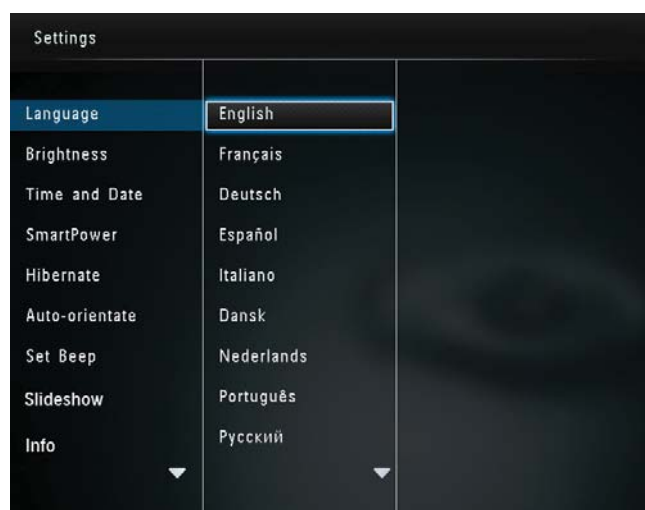 Settings
Language
Brightness
Time and Date
SmartPower
Hibernate
Auto-orientate
Set Beep
Slideshow
Info
English
Français
Deutsch
Español
Italiano
Dansk
Nederlands
Português
Русский